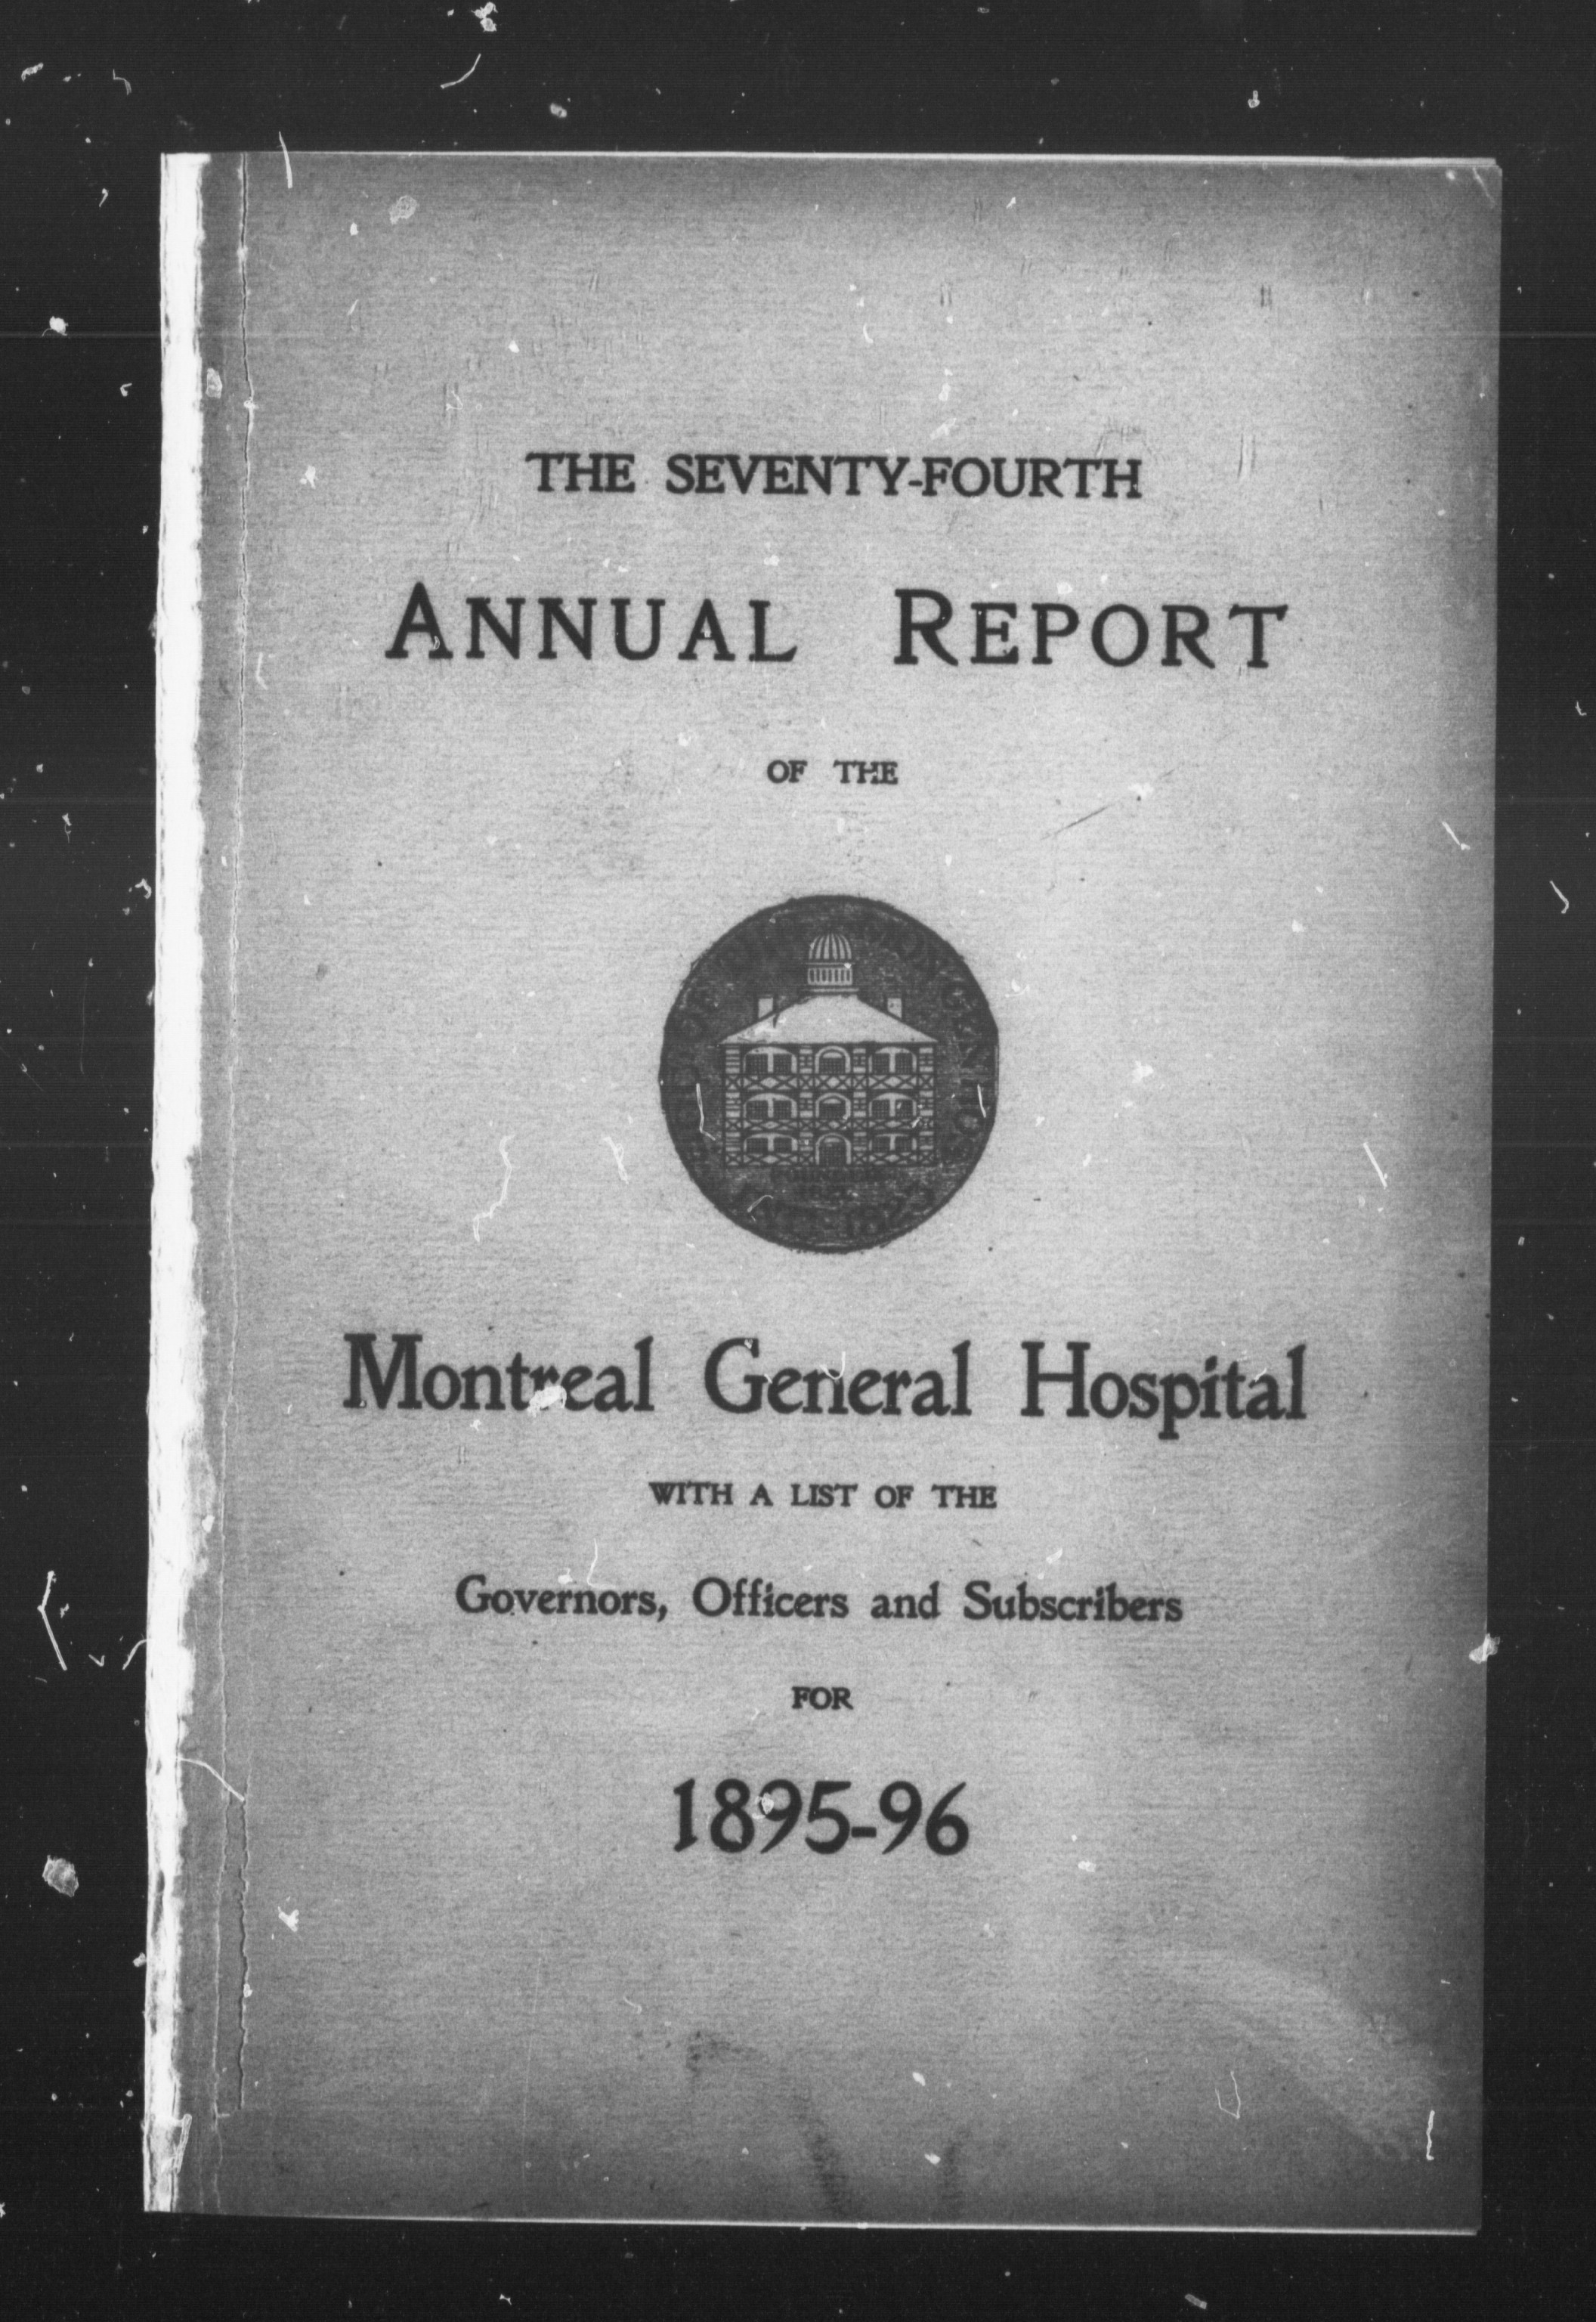 THE SEVENTY-FOURTH
ANNUAL REPORT
OF THE
Montreal General Hospital
WITH A LIST OF THE
Governors, Officers and Subscribers
FOR
1895-96